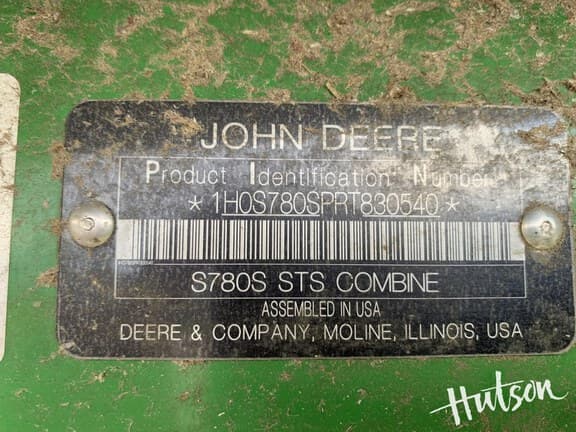 JOHN DEERE
Product Identification Number
*1H0S780SPRT830540*
S780S STS COMBINE
ASSEMBLED IN USA
DEERE & COMPANY, MOLINE, ILLINOIS, USA
Hutson